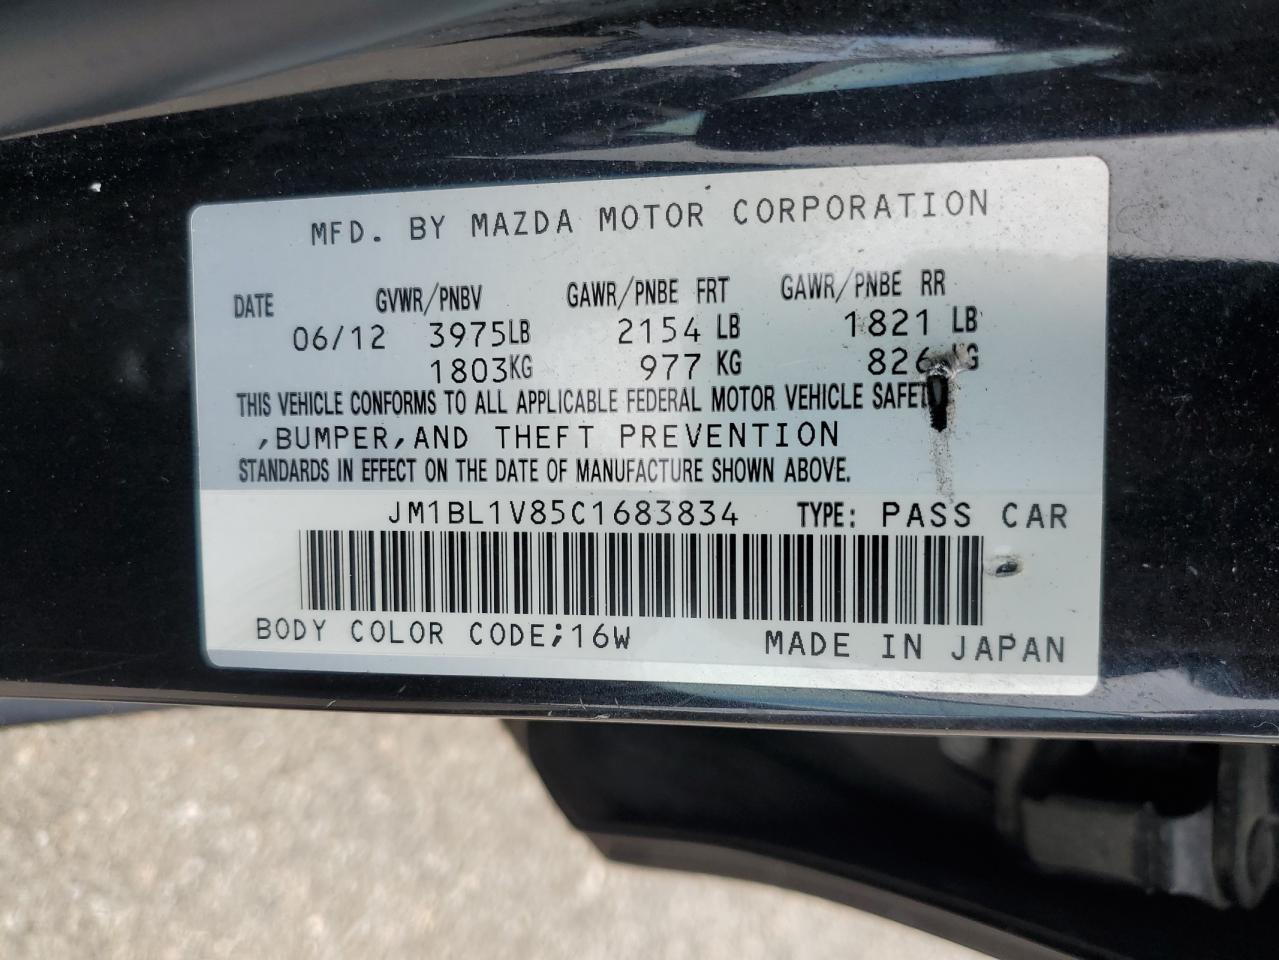 MFD. BY MAZDA MOTOR CORPORATION
DATE GVWR/PNBV GAWR/PNBE FRT GAWR/PNBE RR
06/12 3975LB 2154 LB 1821 LB
1803KG 977 KG 826 KG
THIS VEHICLE CONFORMS TO ALL APPLICABLE FEDERAL MOTOR VEHICLE SAFETY
,BUMPER,AND THEFT PREVENTION
STANDARDS IN EFFECT ON THE DATE OF MANUFACTURE SHOWN ABOVE.
JM1BL1V85C1683834 TYPE: PASS CAR
BODY COLOR CODE;16W MADE IN JAPAN